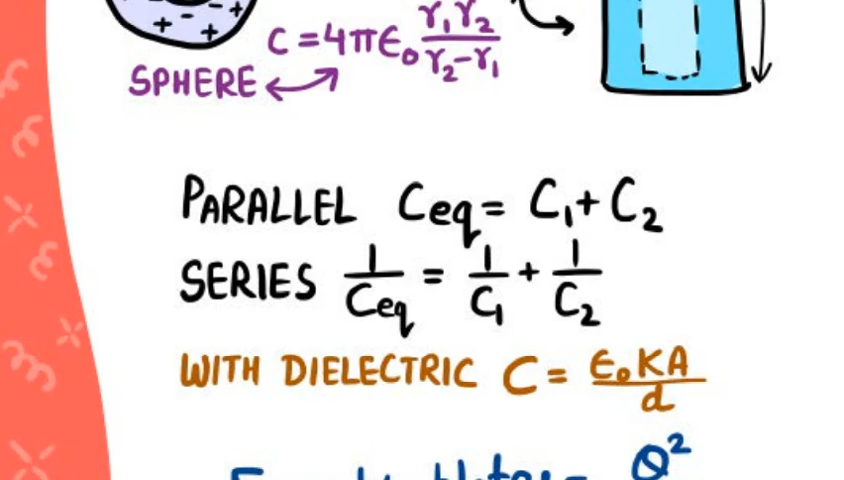 C = 4πϵ₀ r₁r₂/r₂-r₁
SPHERE
PARALLEL Ceq = C₁ + C₂
SERIES 1/Ceq = 1/C₁ + 1/C₂
WITH DIELECTRIC C = ϵ₀KA/d
= Q²